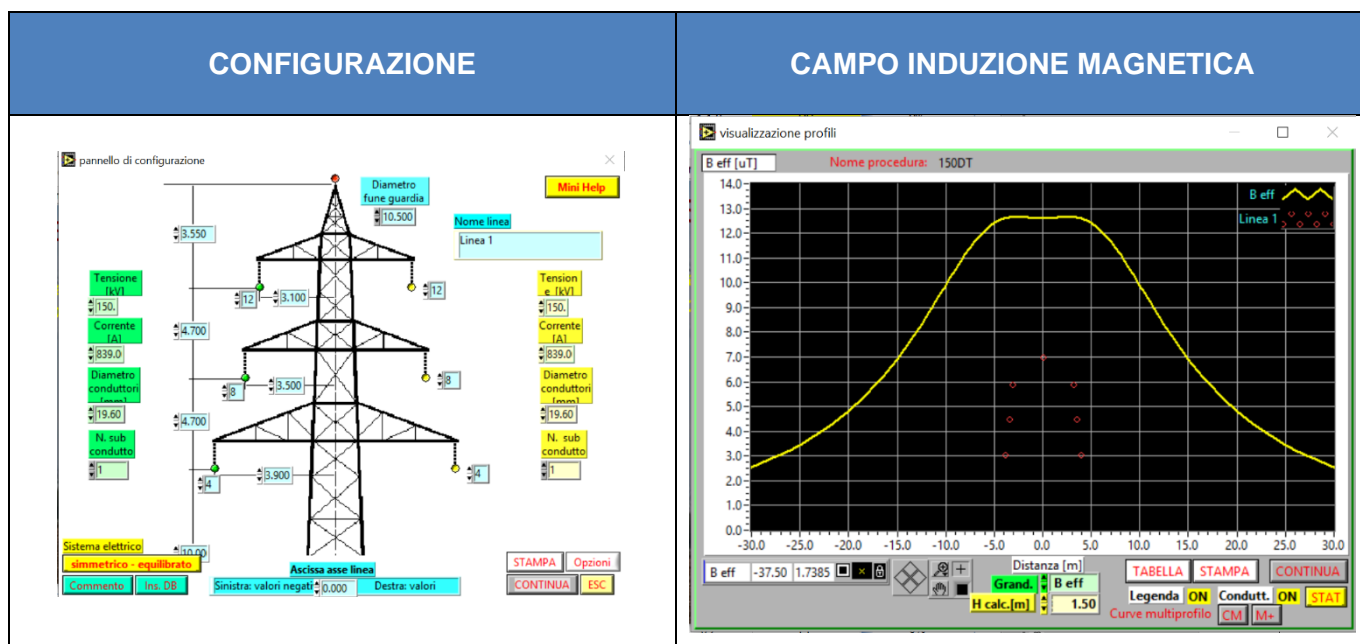 CONFIGURAZIONE
CAMPO INDUZIONE MAGNETICA
pannello di configurazione
Diametro
fune guardia
10.500
Mini Help
3.550
Nome linea
Linea 1
Tensione
[kV]
150.
12
3.100
12
Tension
e [kV]
150.
Corrente
[A]
839.0
4.700
Corrente
[A]
839.0
8
3.500
8
Diametro
conduttori
[mm]
19.60
Diametro
conduttori
[mm]
19.60
4.700
N. sub
condutto
1
N. sub
condutto
1
4
3.900
4
10.00
Sistema elettrico
simmetrico - equilibrato
Commento
Ins. DB
Ascissa asse linea
Sinistra: valori negati
0.000
Destra: valori
STAMPA
Opzioni
CONTINUA
ESC
visualizzazione profili
B eff [uT]
Nome procedura: 150DT
B eff
Linea 1
14.0
13.0
12.0
11.0
10.0
9.0
8.0
7.0
6.0
5.0
4.0
3.0
2.0
1.0
0.0
-30.0 -25.0 -20.0 -15.0 -10.0 -5.0 0.0 5.0 10.0 15.0 20.0 25.0 30.0
Distanza [m]
B eff -37.50 1.7385
Grand. B eff
H calc.[m] 1.50
TABELLA STAMPA CONTINUA
Legenda ON Condutt. ON STAT
Curve multiprofilo CM M+